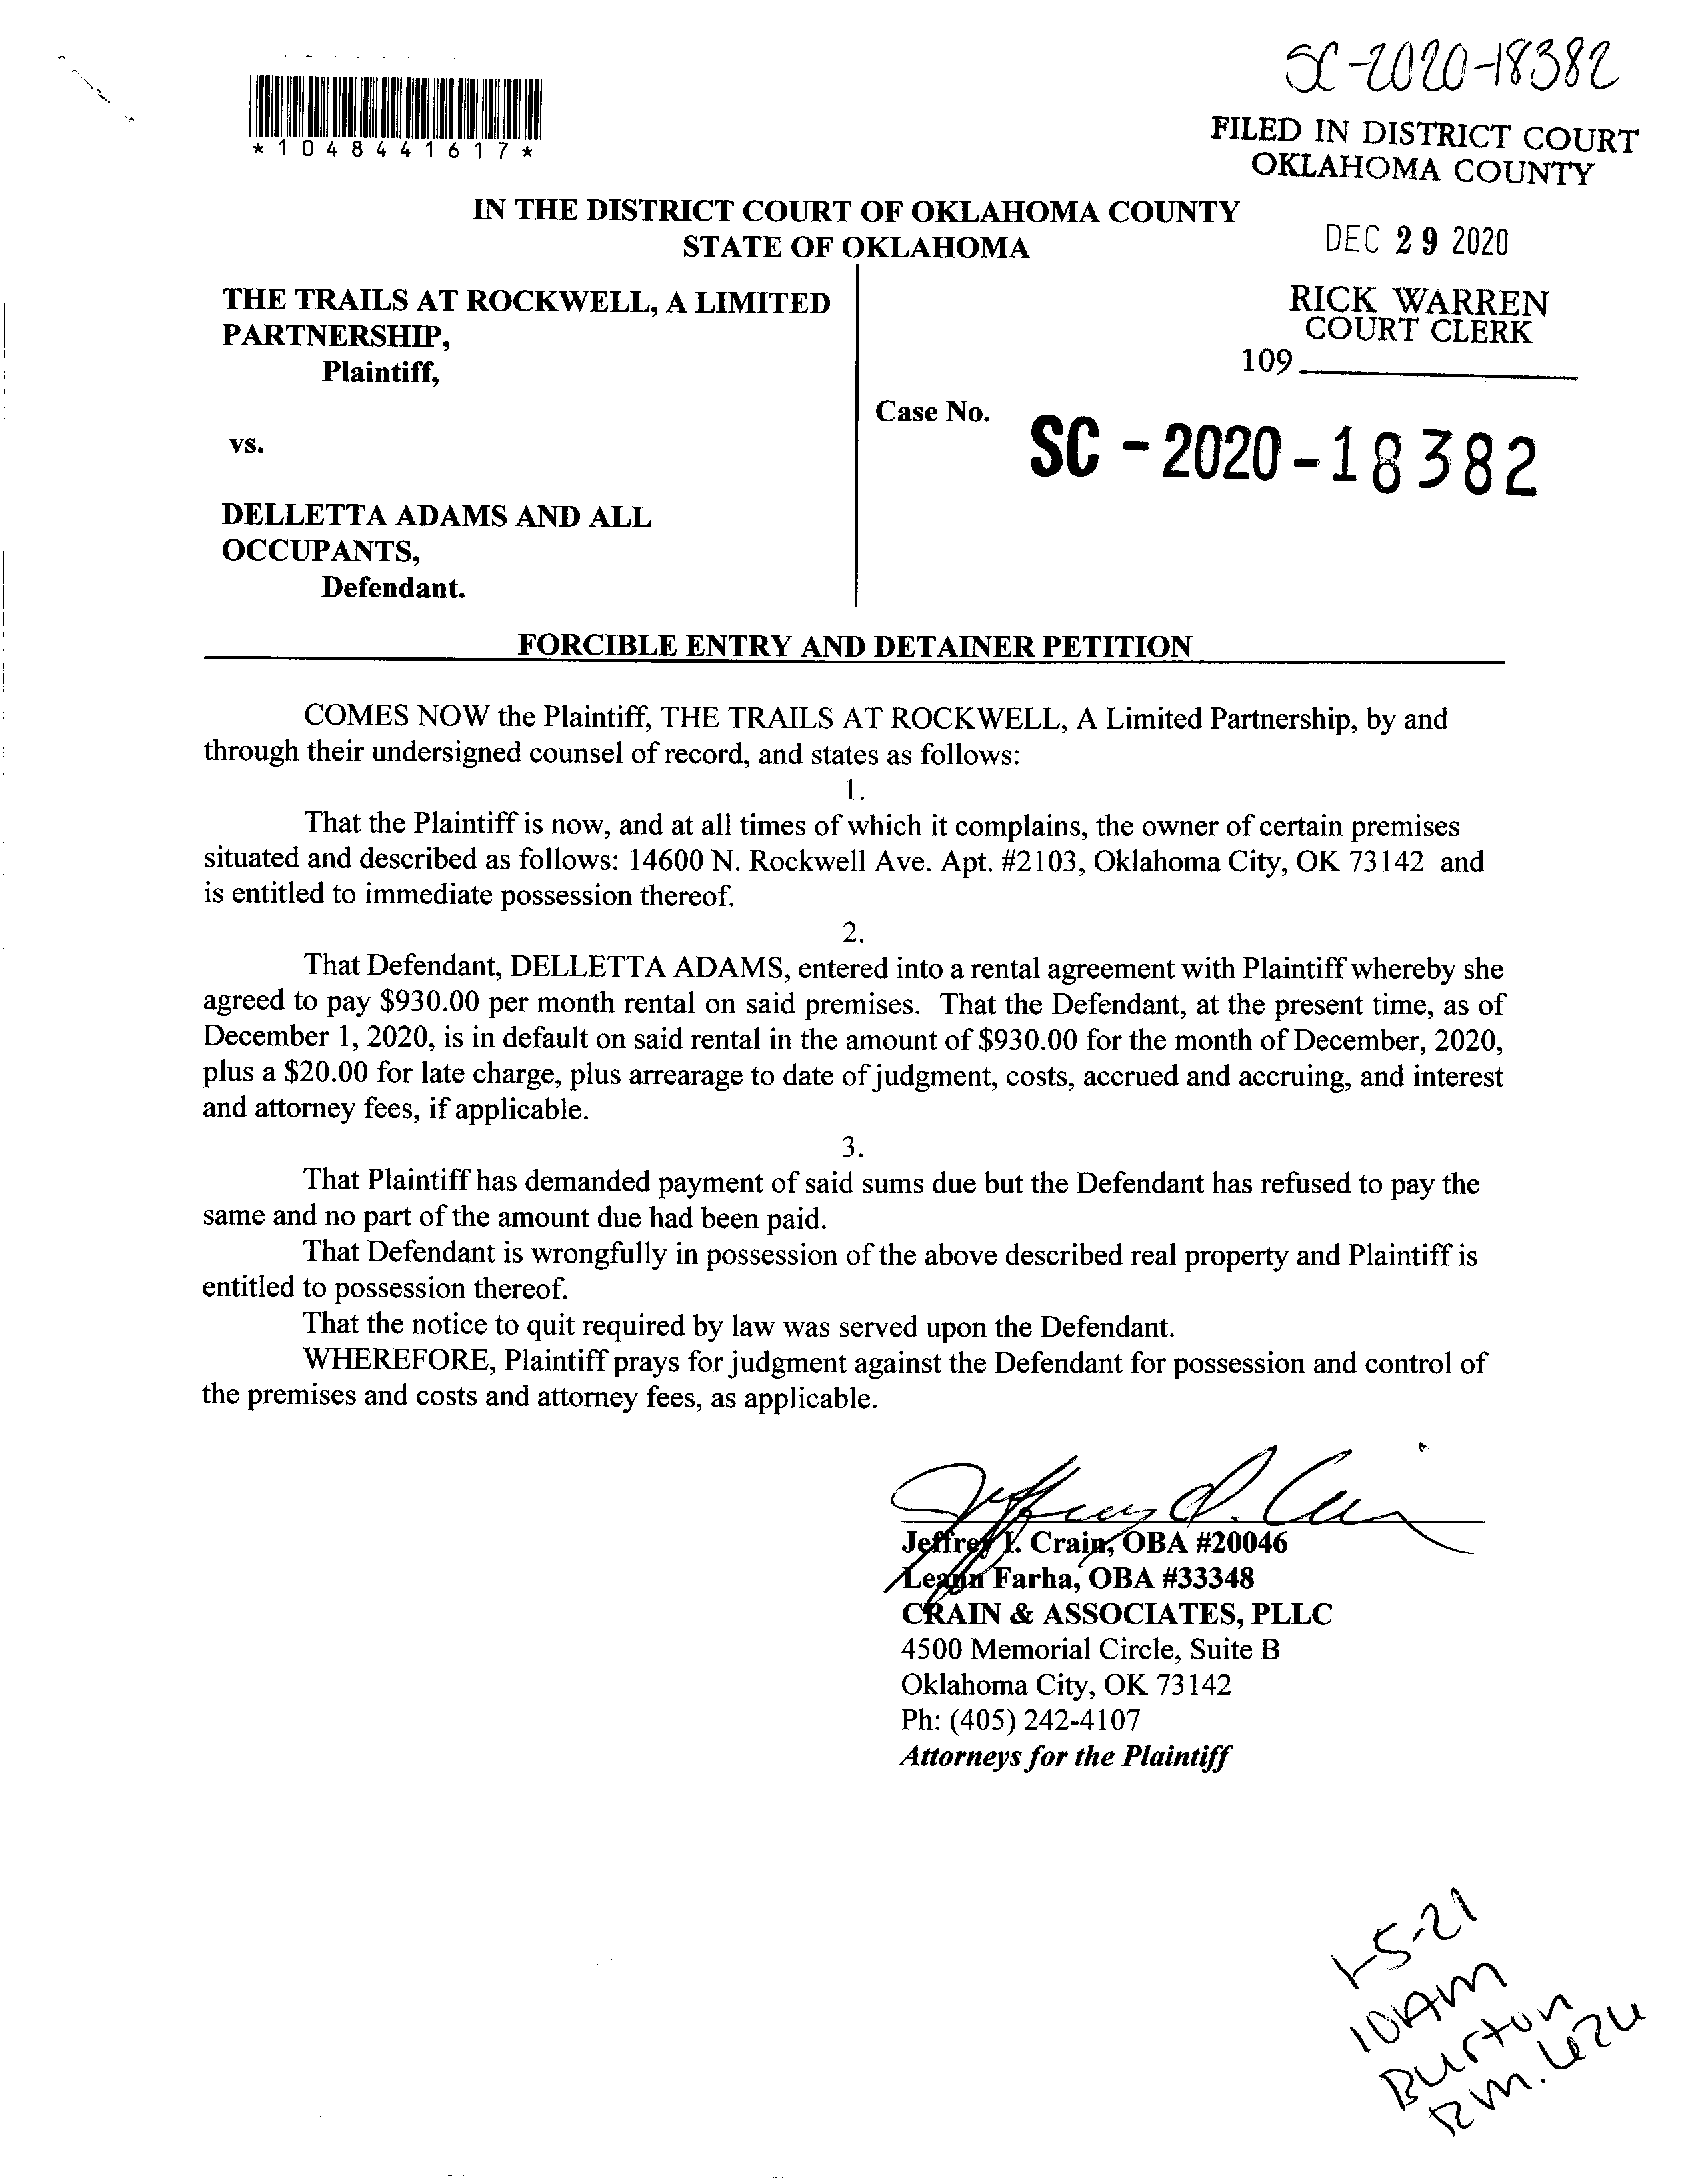 SC-2020-18382
*1048441617*
FILED IN DISTRICT COURT
OKLAHOMA COUNTY
IN THE DISTRICT COURT OF OKLAHOMA COUNTY
STATE OF OKLAHOMA
DEC 29 2020
RICK WARREN
COURT CLERK
109
THE TRAILS AT ROCKWELL, A LIMITED
PARTNERSHIP,
Plaintiff,
Case No.
SC-2020-18382
vs.
DELLETTA ADAMS AND ALL
OCCUPANTS,
Defendant.
FORCIBLE ENTRY AND DETAINER PETITION
COMES NOW the Plaintiff, THE TRAILS AT ROCKWELL, A Limited Partnership, by and
through their undersigned counsel of record, and states as follows:
1.
That the Plaintiff is now, and at all times of which it complains, the owner of certain premises
situated and described as follows: 14600 N. Rockwell Ave. Apt. #2103, Oklahoma City, OK 73142 and
is entitled to immediate possession thereof.
2.
That Defendant, DELLETTA ADAMS, entered into a rental agreement with Plaintiff whereby she
agreed to pay $930.00 per month rental on said premises. That the Defendant, at the present time, as of
December 1, 2020, is in default on said rental in the amount of $930.00 for the month of December, 2020,
plus a $20.00 for late charge, plus arrearage to date of judgment, costs, accrued and accruing, and interest
and attorney fees, if applicable.
3.
That Plaintiff has demanded payment of said sums due but the Defendant has refused to pay the
same and no part of the amount due had been paid.
That Defendant is wrongfully in possession of the above described real property and Plaintiff is
entitled to possession thereof.
That the notice to quit required by law was served upon the Defendant.
WHEREFORE, Plaintiff prays for judgment against the Defendant for possession and control of
the premises and costs and attorney fees, as applicable.
Jeffrey I. Crain, OBA #20046
Leann Farha, OBA #33348
CRAIN & ASSOCIATES, PLLC
4500 Memorial Circle, Suite B
Oklahoma City, OK 73142
Ph: (405) 242-4107
Attorneys for the Plaintiff
1-5-21
10AM
Burton
RM.